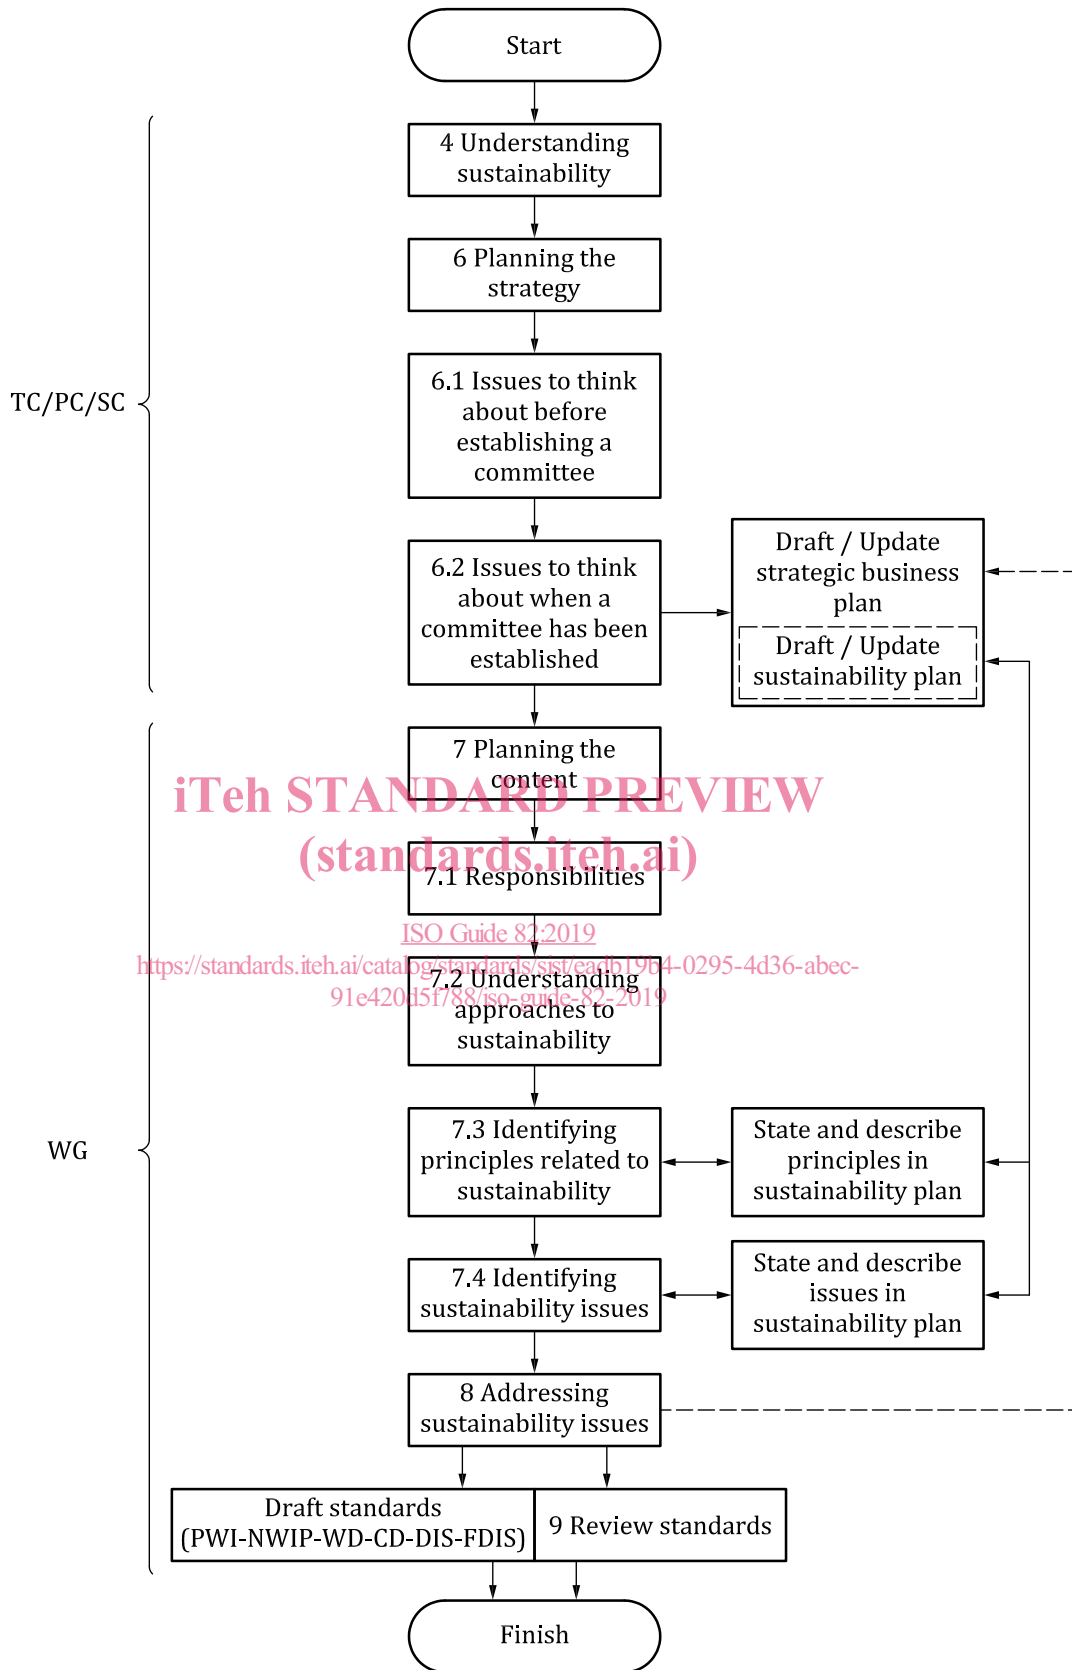 Start
4 Understanding
sustainability
6 Planning the
strategy
TC/PC/SC
6.1 Issues to think
about before
establishing a
committee
6.2 Issues to think
about when a
committee has been
established
Draft / Update
strategic business
plan
Draft / Update
sustainability plan
7 Planning the
content
iTeh STANDARD PREVIEW
(standards.iteh.ai)
7.1 Responsibilities
ISO Guide 82:2019
https://standards.iteh.ai/catalog/standards/sist/eadb19b4-0295-4d36-abec-
91e420d5f788/iso-guide-82-2019
7.2 Understanding
approaches to
sustainability
WG
7.3 Identifying
principles related to
sustainability
State and describe
principles in
sustainability plan
7.4 Identifying
sustainability issues
State and describe
issues in
sustainability plan
8 Addressing
sustainability issues
Draft standards
(PWI-NWIP-WD-CD-DIS-FDIS)
9 Review standards
Finish